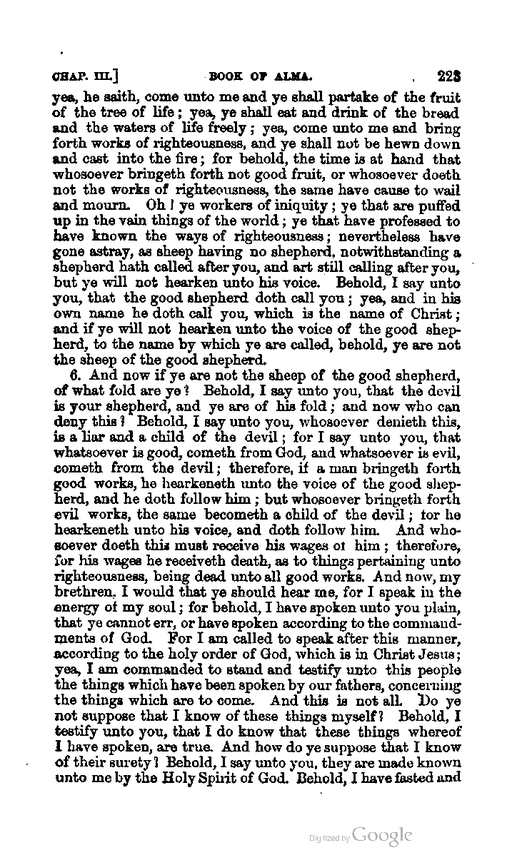 CHAP. III.] BOOK OF ALMA. 223
yea, he saith, come unto me and ye shall partake of the fruit
of the tree of life; yea, ye shall eat and drink of the bread
and the waters of life freely; yea, come unto me and bring
forth works of righteousness, and ye shall not be hewn down
and cast into the fire; for behold, the time is at hand that
whosoever bringeth forth not good fruit, or whosoever doeth
not the works of righteousness, the same have cause to wail
and mourn. Oh! ye workers of iniquity; ye that are puffed
up in the vain things of the world; ye that have professed to
have known the ways of righteousness; nevertheless have
gone astray, as sheep having no shepherd, notwithstanding a
shepherd hath called after you, and art still calling after you,
but ye will not hearken unto his voice. Behold, I say unto
you, that the good shepherd doth call you; yea, and in his
own name he doth call you, which is the name of Christ;
and if ye will not hearken unto the voice of the good shep-
herd, to the name by which ye are called, behold, ye are not
the sheep of the good shepherd.
6. And now if ye are not the sheep of the good shepherd,
of what fold are ye? Behold, I say unto you, that the devil
is your shepherd, and ye are of his fold; and now who can
deny this? Behold, I say unto you, whosoever denieth this,
is a liar and a child of the devil; for I say unto you, that
whatsoever is good, cometh from God, and whatsoever is evil,
cometh from the devil; therefore, if a man bringeth forth
good works, he hearkeneth unto the voice of the good shep-
herd, and he doth follow him; but whosoever bringeth forth
evil works, the same becometh a child of the devil; for he
hearkeneth unto his voice, and doth follow him. And who-
soever doeth this must receive his wages of him; therefore,
for his wages he receiveth death, as to things pertaining unto
righteousness, being dead unto all good works. And now, my
brethren, I would that ye should hear me, for I speak in the
energy of my soul; for behold, I have spoken unto you plain,
that ye cannot err, or have spoken according to the command-
ments of God. For I am called to speak after this manner,
according to the holy order of God, which is in Christ Jesus;
yea, I am commanded to stand and testify unto this people
the things which have been spoken by our fathers, concerning
the things which are to come. And this is not all. Do ye
not suppose that I know of these things myself? Behold, I
testify unto you, that I do know that these things whereof
I have spoken, are true. And how do ye suppose that I know
of their surety? Behold, I say unto you, they are made known
unto me by the Holy Spirit of God. Behold, I have fasted and
Digitized by Google